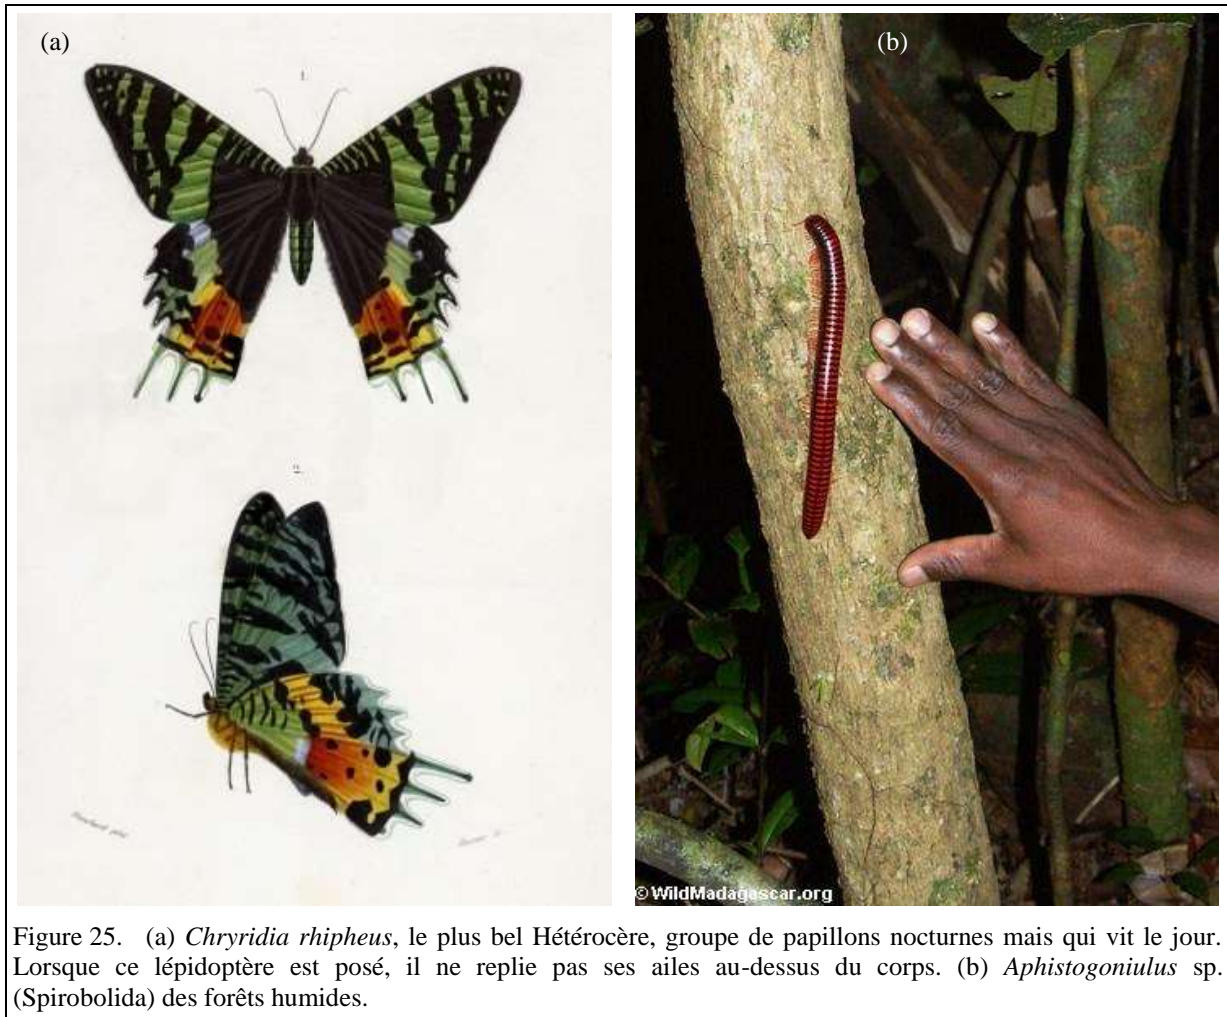 (a)
(b)
1.
2.
©WildMadagascar.org
Figure 25. (a) Chryridia rhipheus, le plus bel Hétérocère, groupe de papillons nocturnes mais qui vit le jour.
Lorsque ce lépidoptère est posé, il ne replie pas ses ailes au-dessus du corps. (b) Aphistogoniulus sp.
(Spirobolida) des forêts humides.